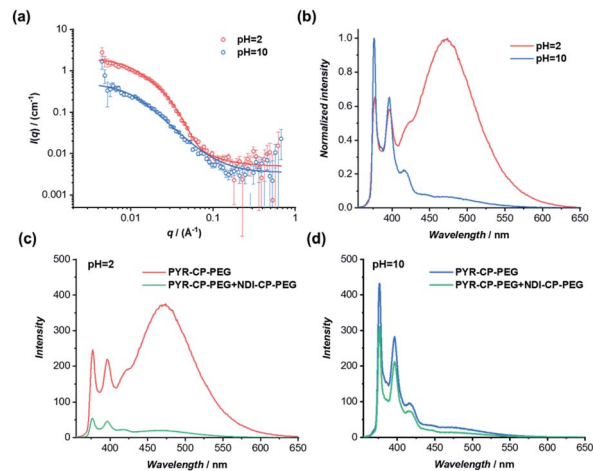 (a)
pH=2
pH=10
10
1
0.1
0.01
0.001
0.01
0.1
1
I(q) / (cm⁻¹)
q / (A⁻¹)
(b)
pH=2
pH=10
1.0
0.8
0.6
0.4
0.2
0.0
350 400 450 500 550 600 650
Normalized intensity
Wavelength / nm
(c)
pH=2
PYR-CP-PEG
PYR-CP-PEG+NDI-CP-PEG
500
400
300
200
100
0
350 400 450 500 550 600 650
Intensity
Wavelength / nm
(d)
pH=10
PYR-CP-PEG
PYR-CP-PEG+NDI-CP-PEG
500
400
300
200
100
0
400 450 500 550 600 650
Intensity
Wavelength / nm